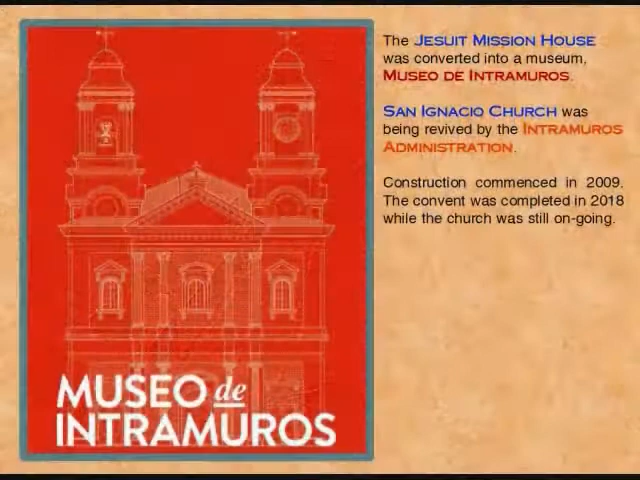 The JESUIT MISSION HOUSE
was converted into a museum,
MUSEO DE INTRAMUROS.
SAN IGNACIO CHURCH was
being revived by the INTRAMUROS
ADMINISTRATION.
Construction commenced in 2009.
The convent was completed in 2018
while the church was still on-going.
MUSEO de
INTRAMUROS